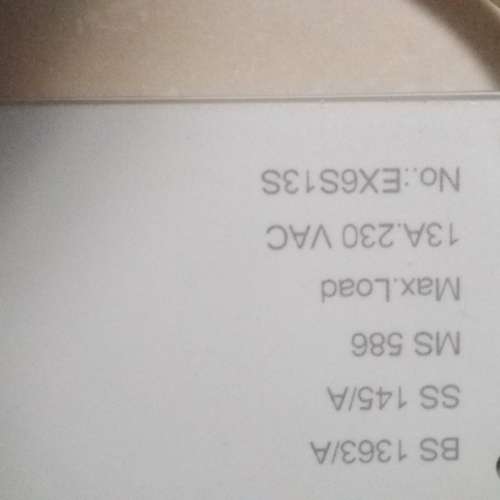 BS 1363/A
SS 145/A
MS 586
Max.Load
13A.230 VAC
No.:EX6S13S